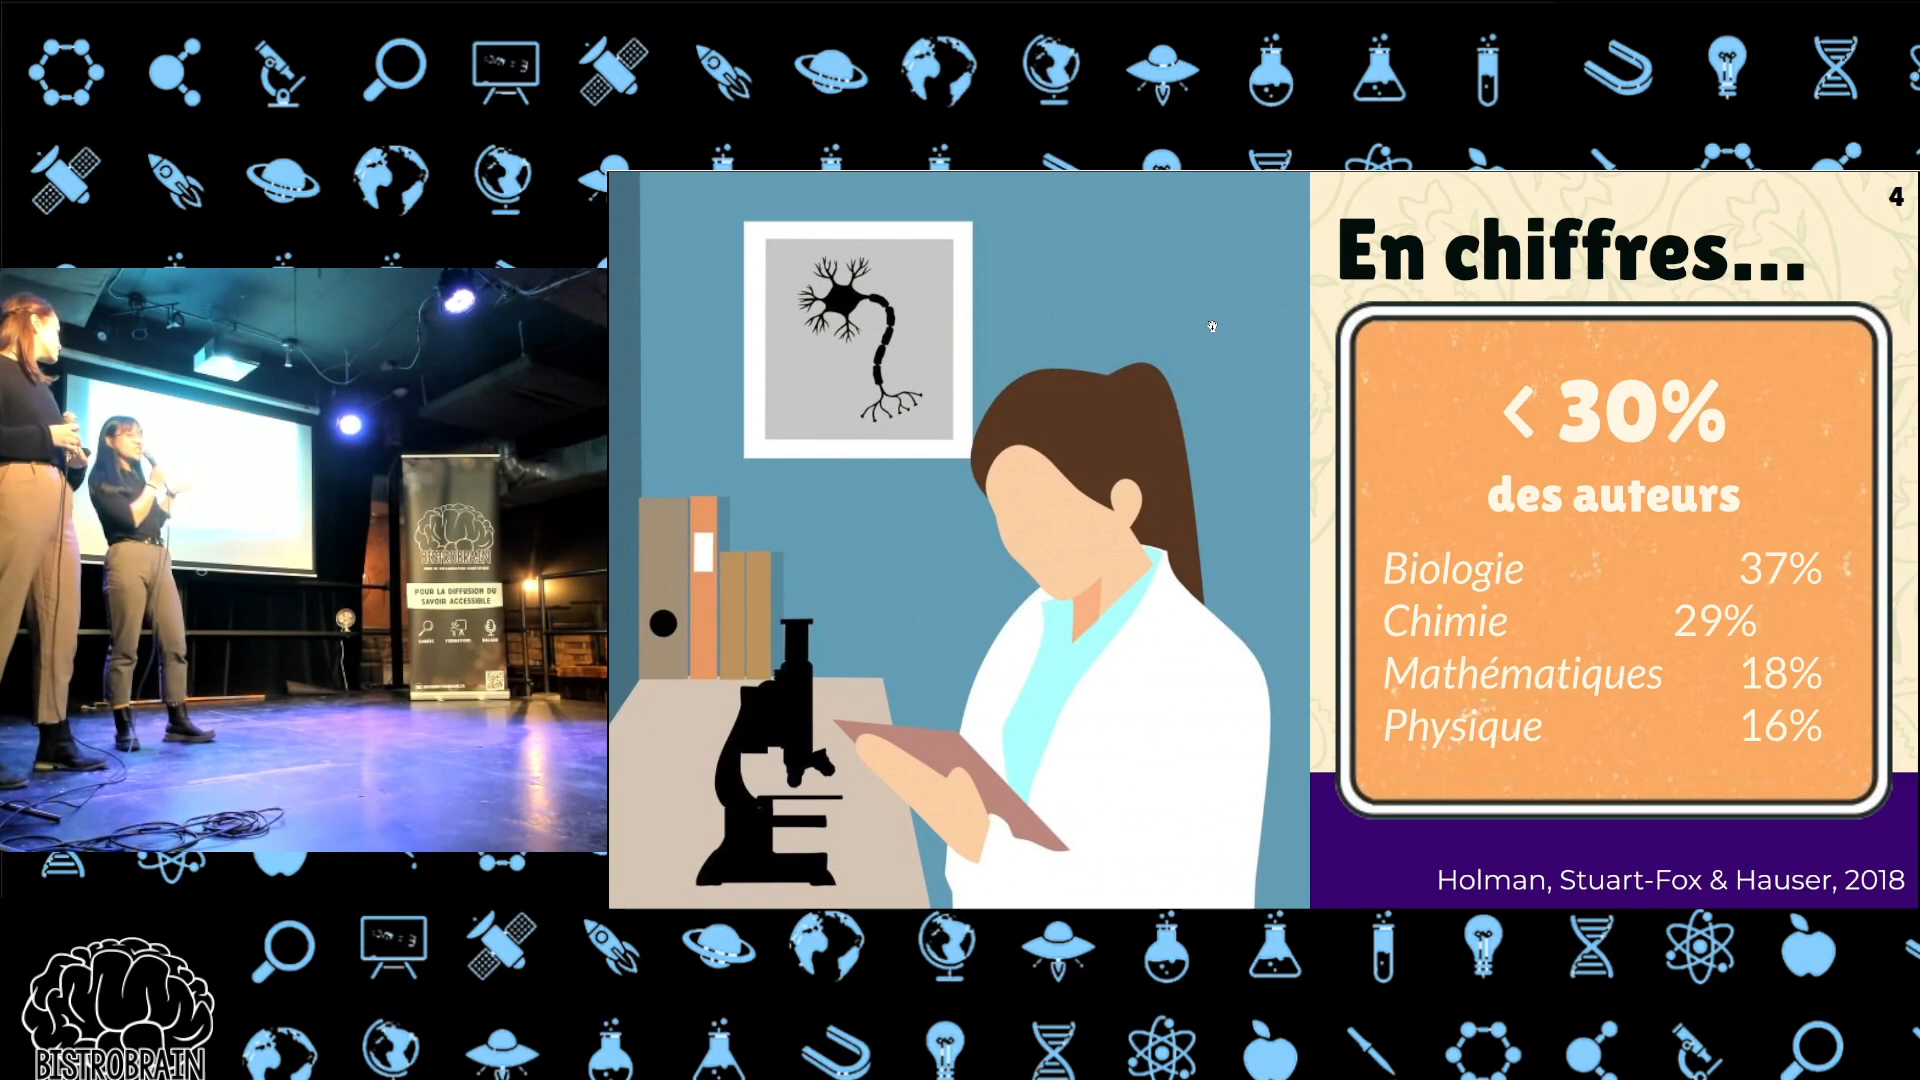 4
En chiffres...
< 30%
des auteurs
Biologie 37%
Chimie 29%
Mathématiques 18%
Physique 16%
Holman, Stuart-Fox & Hauser, 2018
BISTROBRAIN
POUR LA DIFFUSION DU
SAVOIR ACCESSIBLE
BISTROBRAIN